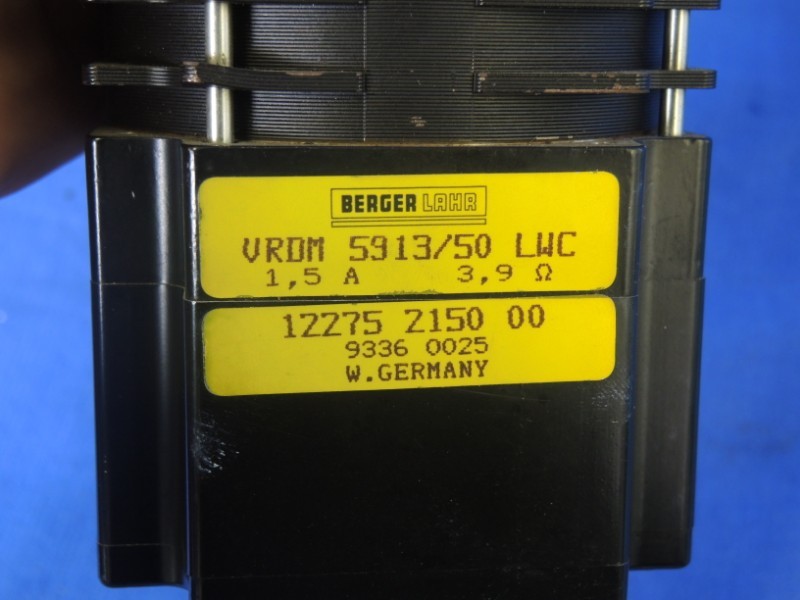 BERGER LAHR
VRDM 5913/50 LWC
1,5 A 3,9 Ω
12275 2150 00
9336 0025
W.GERMANY